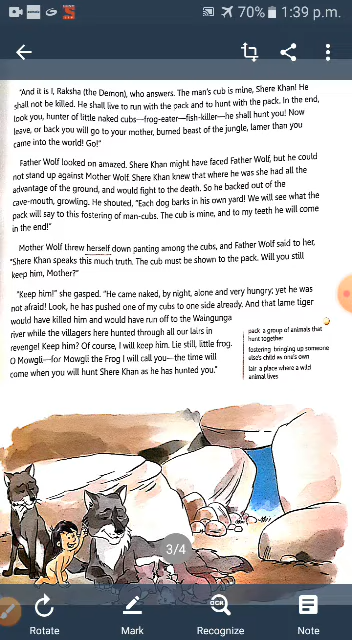 70% 1:39 p.m.
"And it is I, Raksha (the Demon), who answers. The man's cub is mine, Shere Khan! He
shall not be killed. He shall live to run with the pack and to hunt with the pack. In the end,
look you, hunter of little naked cubs—frog-eater—fish-killer—he shall hunt you! Now
leave, or back you will go to your mother, burned beast of the jungle, lamer than you
came into the world! Go!"
Father Wolf looked on amazed. Shere Khan might have faced Father Wolf, but he could
not stand up against Mother Wolf. Shere Khan knew that where he was she had all the
advantage of the ground, and would fight to the death. So he backed out of the
cave-mouth, growling. He shouted, "Each dog barks in his own yard! We will see what the
pack will say to this fostering of man-cubs. The cub is mine, and to my teeth he will come
in the end!"
Mother Wolf threw herself down panting among the cubs, and Father Wolf said to her,
"Shere Khan speaks this much truth. The cub must be shown to the pack. Will you still
keep him, Mother?"
"Keep him!" she gasped. "He came naked, by night, alone and very hungry; yet he was
not afraid! Look, he has pushed one of my cubs to one side already. And that lame tiger
would have killed him and would have run off to the Waingunga
river while the villagers here hunted through all our lairs in
revenge! Keep him? Of course, I will keep him. Lie still, little frog.
O Mowgli—for Mowgli the Frog I will call you—the time will
come when you will hunt Shere Khan as he has hunted you."
pack a group of animals that
hunt together
fostering bringing up someone
else's child as one's own
lair a place where a wild
animal lives
3/4
OCR
Rotate Mark Recognize Note